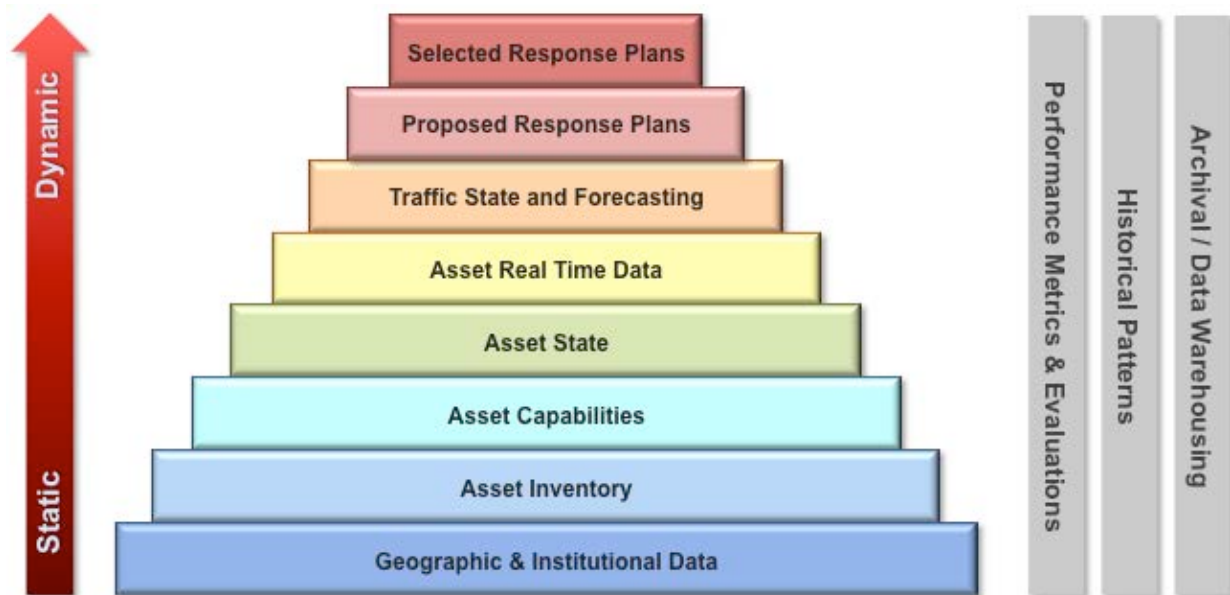 Dynamic
Static
Selected Response Plans
Proposed Response Plans
Traffic State and Forecasting
Asset Real Time Data
Asset State
Asset Capabilities
Asset Inventory
Geographic & Institutional Data
Performance Metrics & Evaluations
Historical Patterns
Archival / Data Warehousing